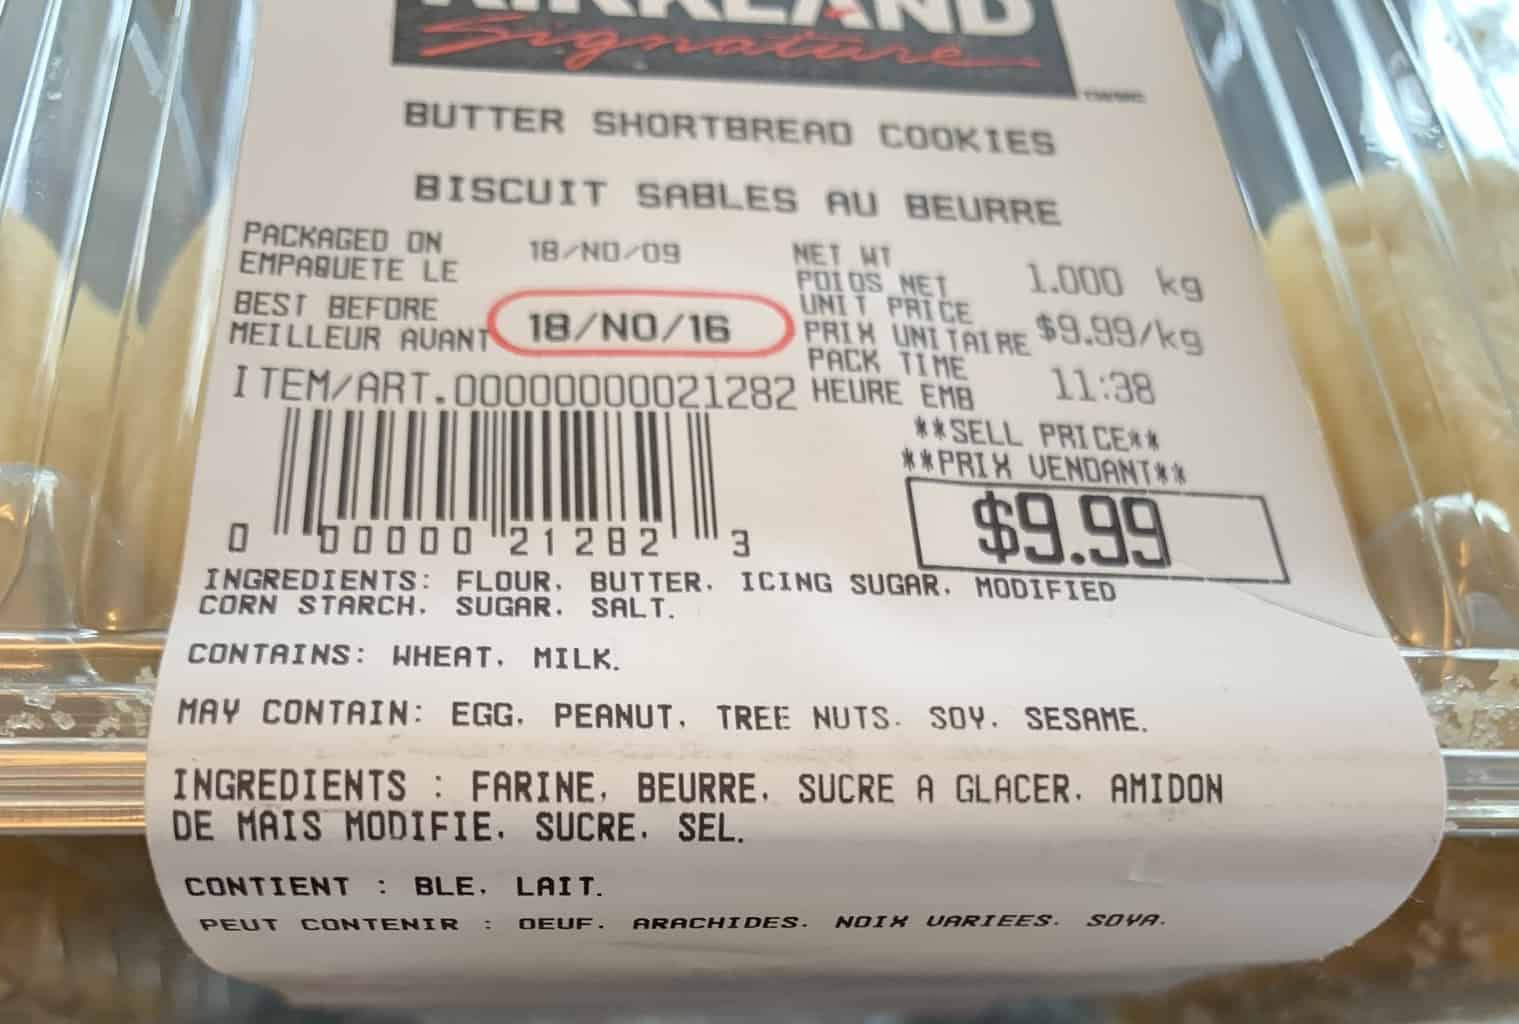 KIRKLAND
Signature
BUTTER SHORTBREAD COOKIES
BISCUIT SABLES AU BEURRE
PACKAGED ON
EMPAQUETE LE
18/NO/09
BEST BEFORE
MEILLEUR AVANT
18/NO/16
NET WT
POIDS NET
1.000 kg
UNIT PRICE
PRIX UNITAIRE
$9.99/kg
PACK TIME
HEURE EMB
11:38
ITEM/ART.00000000021282
**SELL PRICE**
**PRIX VENDANT**
$9.99
0 00000 21282 3
INGREDIENTS: FLOUR, BUTTER, ICING SUGAR, MODIFIED
CORN STARCH, SUGAR, SALT.
CONTAINS: WHEAT, MILK.
MAY CONTAIN: EGG, PEANUT, TREE NUTS, SOY, SESAME.
INGREDIENTS : FARINE, BEURRE, SUCRE A GLACER, AMIDON
DE MAIS MODIFIE, SUCRE, SEL.
CONTIENT : BLE, LAIT.
PEUT CONTENIR : OEUF, ARACHIDES, NOIX VARIEES, SOYA.